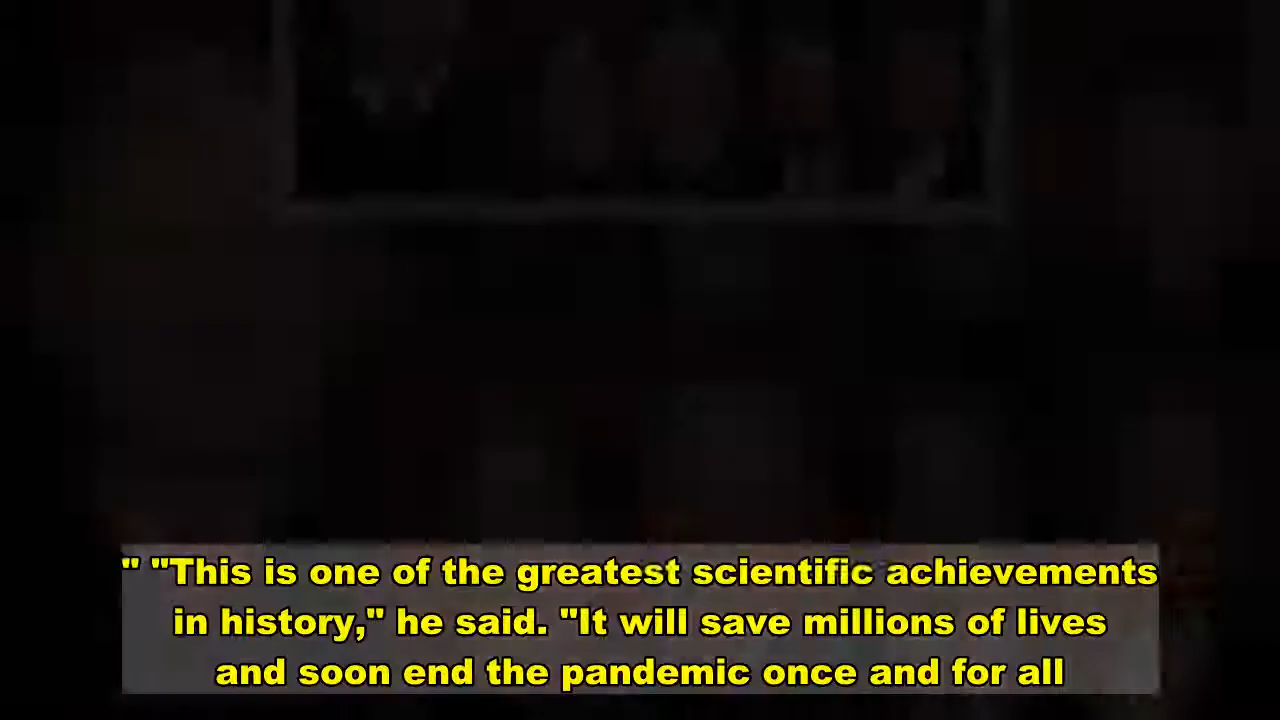 " "This is one of the greatest scientific achievements
in history," he said. "It will save millions of lives
and soon end the pandemic once and for all